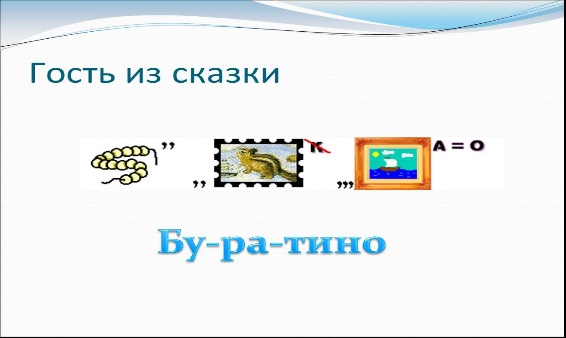 Гость из сказки
,, ,, К ,,, А = О
Бу-ра-тино